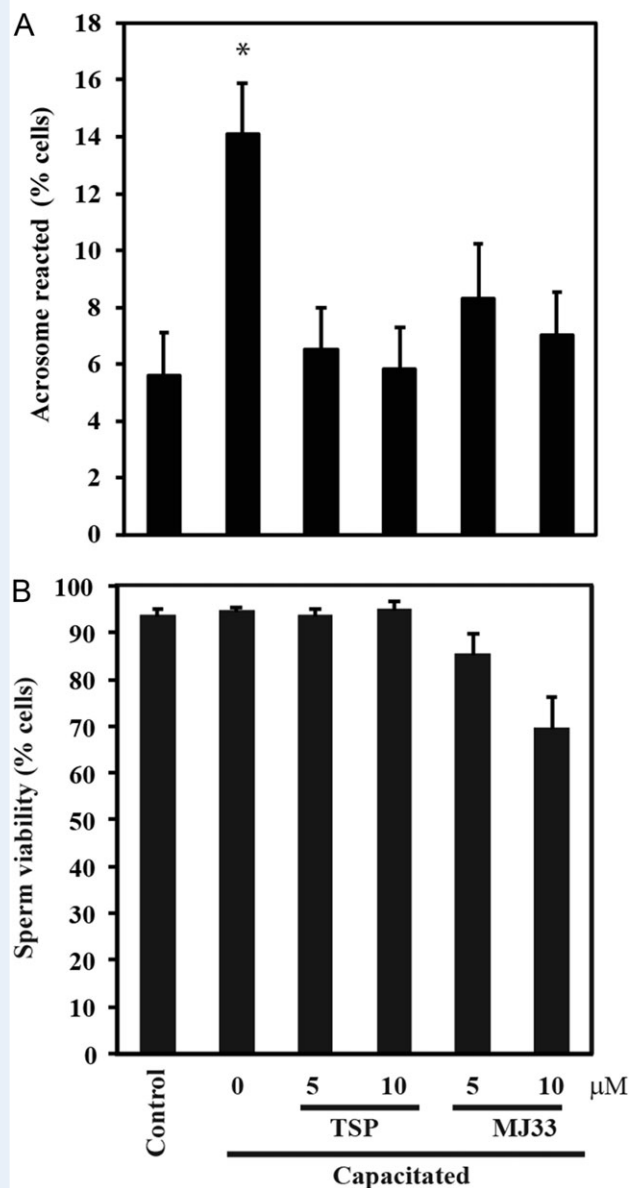 A
Acrosome reacted (% cells)
18
16
14
12
10
8
6
4
2
0
*
B
Sperm viability (% cells)
100
90
80
70
60
50
40
30
20
10
0
Control
0 5 10 5 10 μM
TSP MJ33
Capacitated